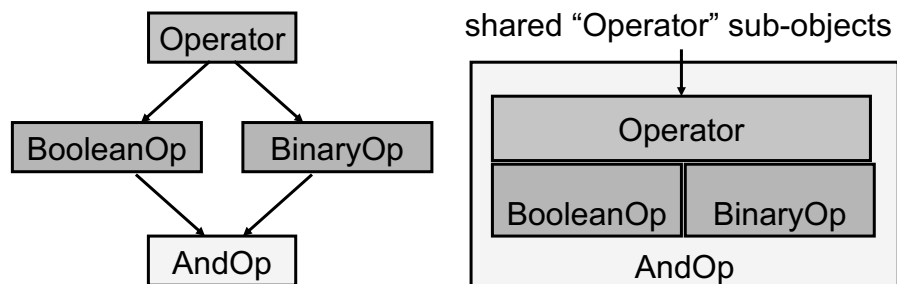 Operator
BooleanOp
BinaryOp
AndOp
shared “Operator” sub-objects
Operator
BooleanOp
BinaryOp
AndOp